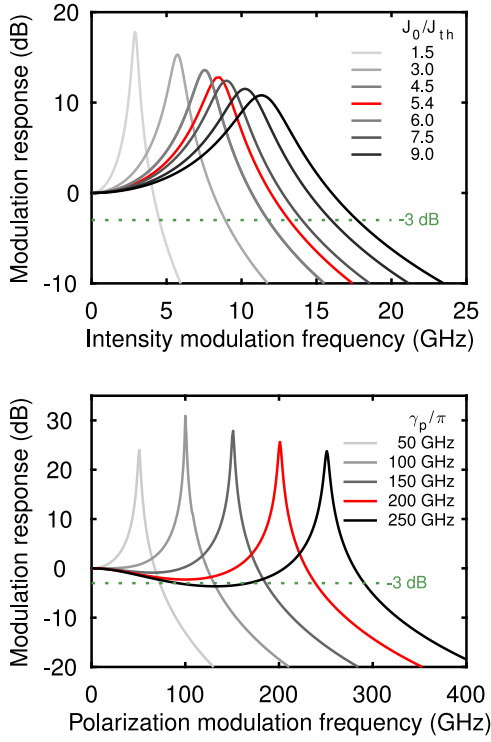 Modulation response (dB)
20
10
0
-10
J0/Jth
1.5
3.0
4.5
5.4
6.0
7.5
9.0
-3 dB
0 5 10 15 20 25
Intensity modulation frequency (GHz)
Modulation response (dB)
30
20
10
0
-10
-20
γp/π
50 GHz
100 GHz
150 GHz
200 GHz
250 GHz
-3 dB
0 100 200 300 400
Polarization modulation frequency (GHz)